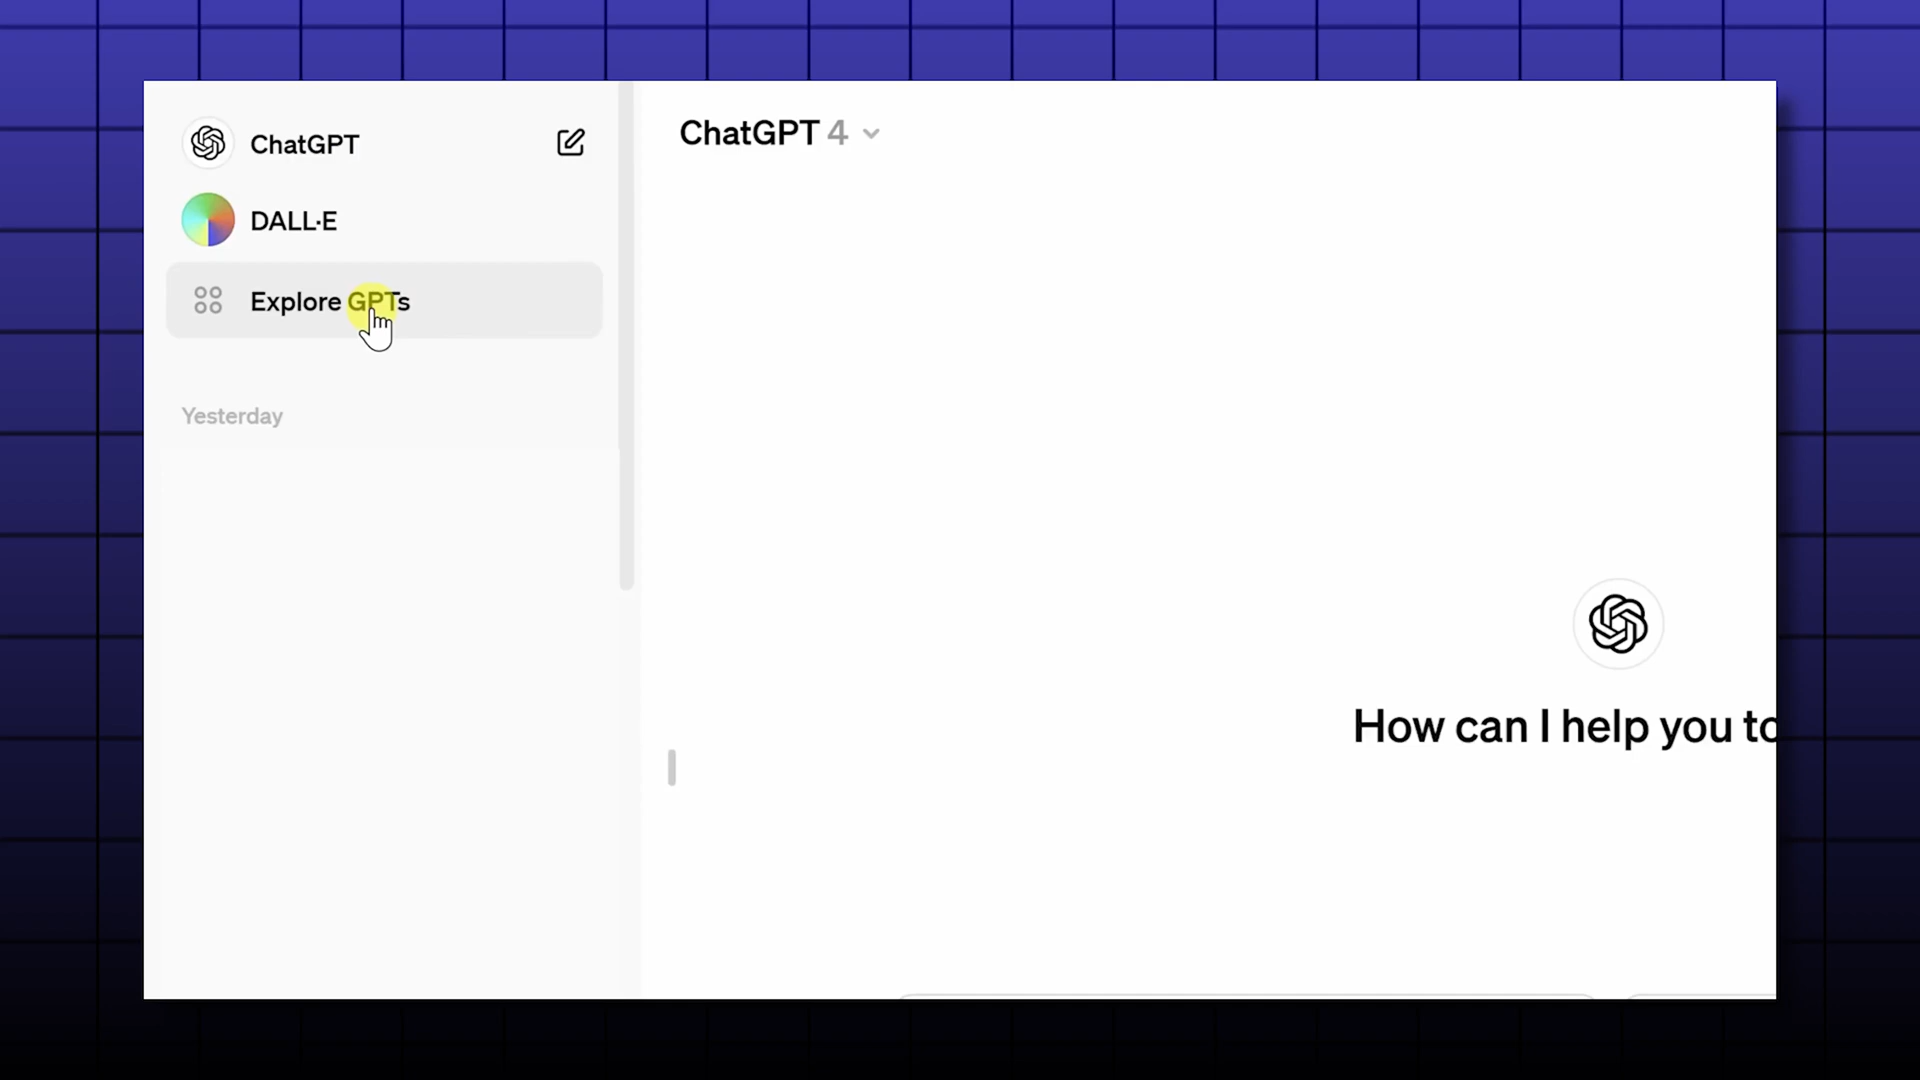 ChatGPT
DALL·E
Explore GPTs
Yesterday
ChatGPT 4
How can I help you to